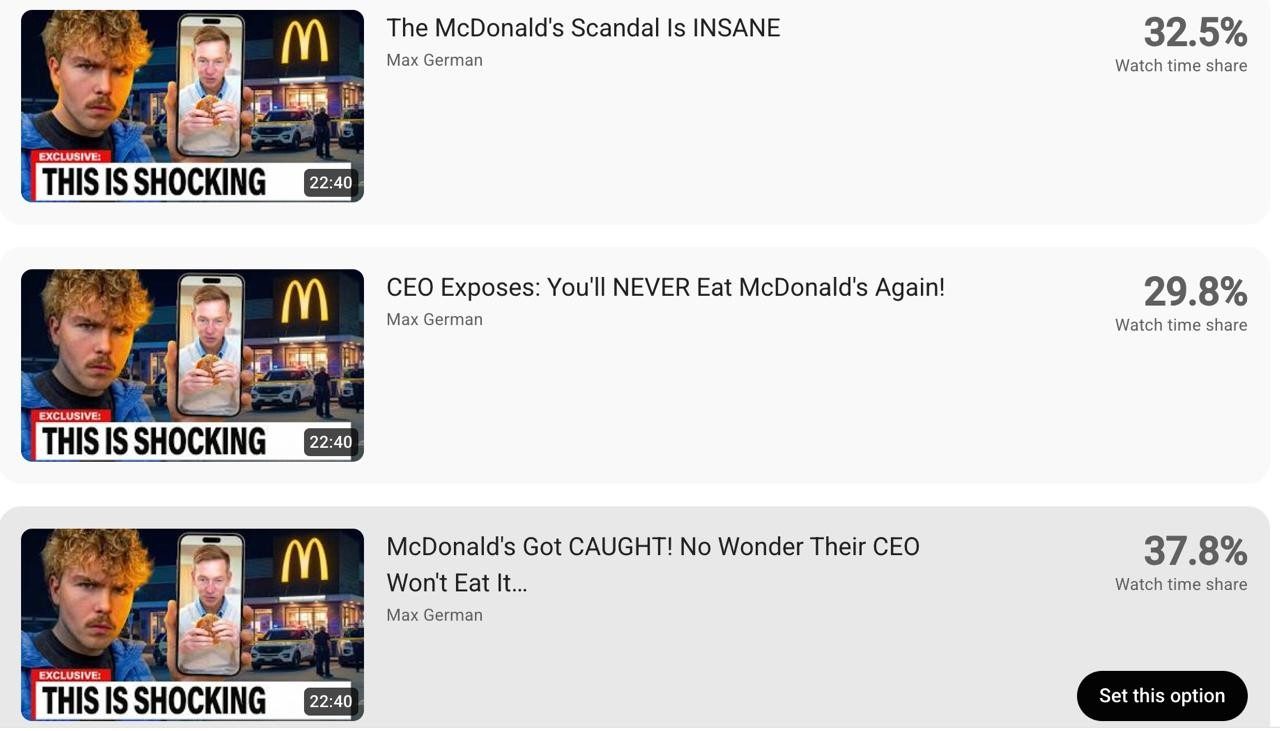 The McDonald's Scandal Is INSANE
32.5%
Max German
Watch time share
EXCLUSIVE:
THIS IS SHOCKING
22:40
CEO Exposes: You'll NEVER Eat McDonald's Again!
29.8%
Max German
Watch time share
EXCLUSIVE:
THIS IS SHOCKING
22:40
McDonald's Got CAUGHT! No Wonder Their CEO
Won't Eat It...
37.8%
Watch time share
Max German
EXCLUSIVE:
THIS IS SHOCKING
22:40
Set this option